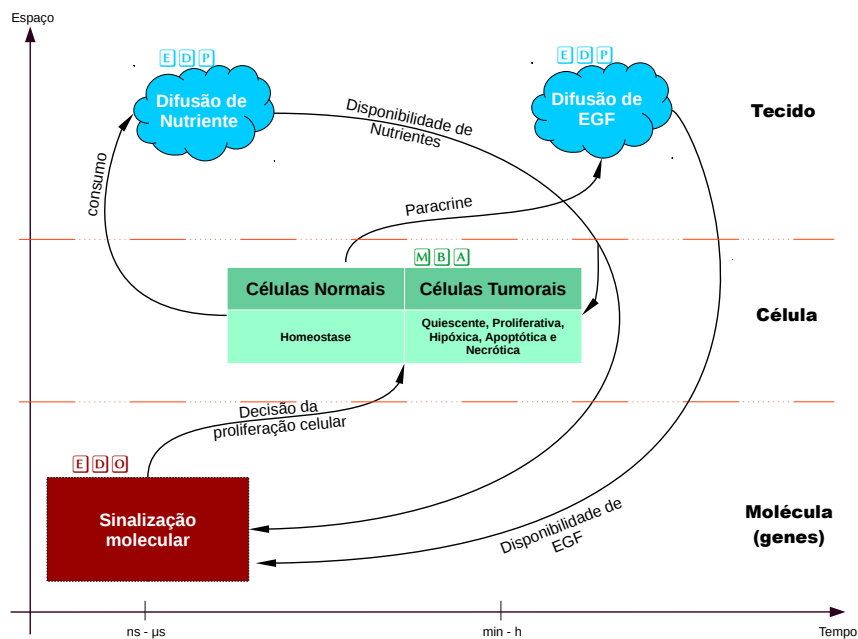 Espaço
E D P
Difusão de
Nutriente
E D P
Difusão de
EGF
Tecido
Disponibilidade de
Nutrientes
consumo
Paracrine
M B A
Células Normais
Células Tumorais
Homeostase
Quiescente, Proliferativa,
Hipóxica, Apoptótica e
Necrótica
Célula
Decisão da
proliferação celular
E D O
Sinalização
molecular
Disponibilidade de
EGF
Molécula
(genes)
ns - μs
min - h
Tempo